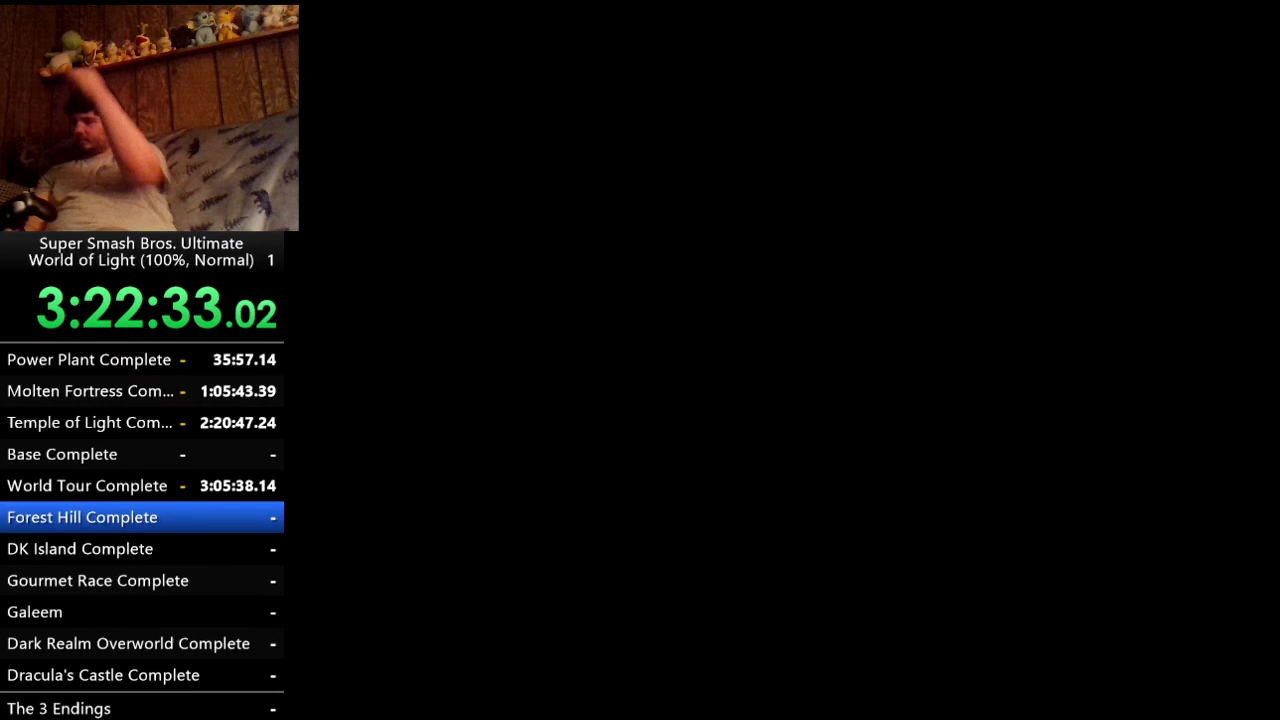 Super Smash Bros. Ultimate
World of Light (100%, Normal) 1
3:22:33.02
Power Plant Complete - 35:57.14
Molten Fortress Com... - 1:05:43.39
Temple of Light Com... - 2:20:47.24
Base Complete - -
World Tour Complete - 3:05:38.14
Forest Hill Complete -
DK Island Complete -
Gourmet Race Complete -
Galeem -
Dark Realm Overworld Complete -
Dracula's Castle Complete -
The 3 Endings -